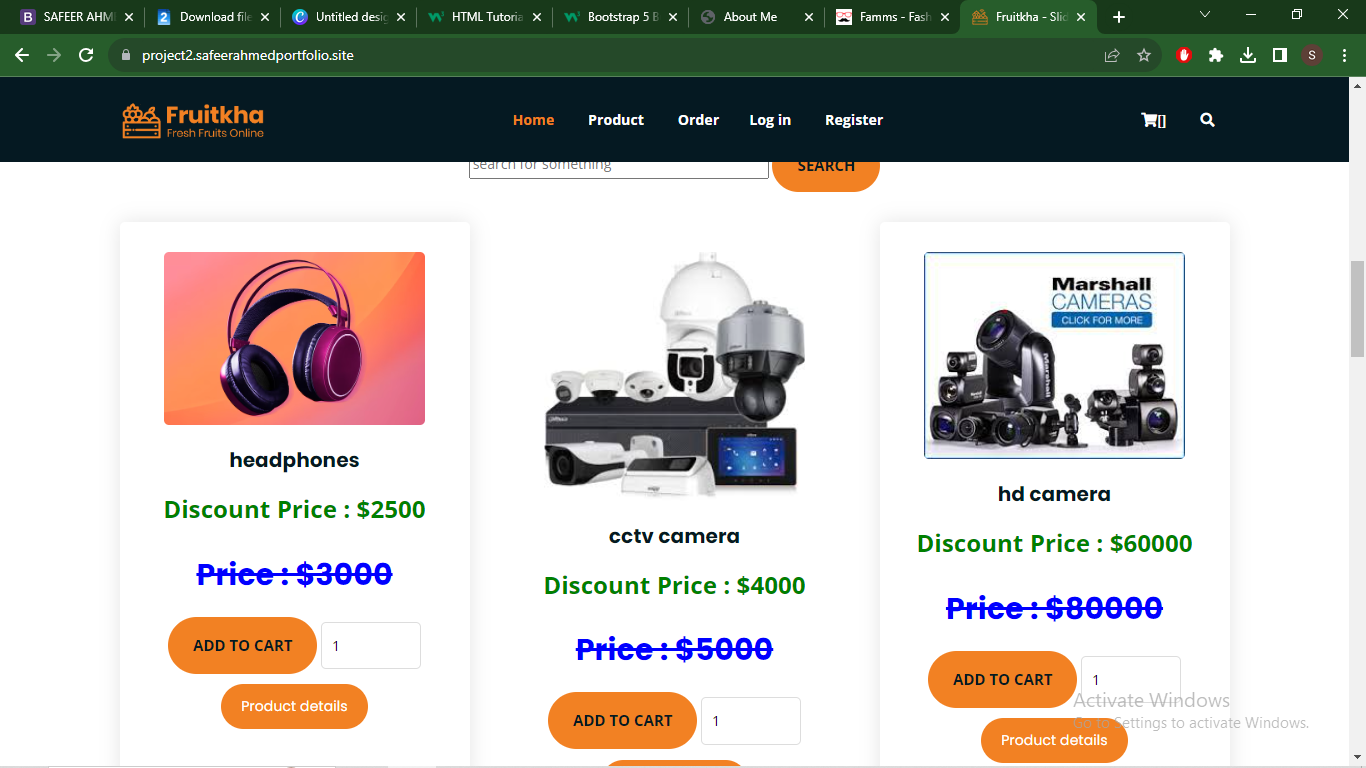 SAFEER AHM
Download file
Untitled desig
HTML Tutoria
Bootstrap 5 B
About Me
Famms - Fash
Fruitkha - Slid
project2.safeerahmedportfolio.site
S
Fruitkha
Fresh Fruits Online
Home
Product
Order
Log in
Register
[]
search for something
SEARCH
headphones
Discount Price : $2500
Price : $3000
ADD TO CART
1
Product details
cctv camera
Discount Price : $4000
Price : $5000
ADD TO CART
1
Marshall
CAMERAS
CLICK FOR MORE
Marshall
hd camera
Discount Price : $60000
Price : $80000
ADD TO CART
1
Product details
Activate Windows
Go to Settings to activate Windows.